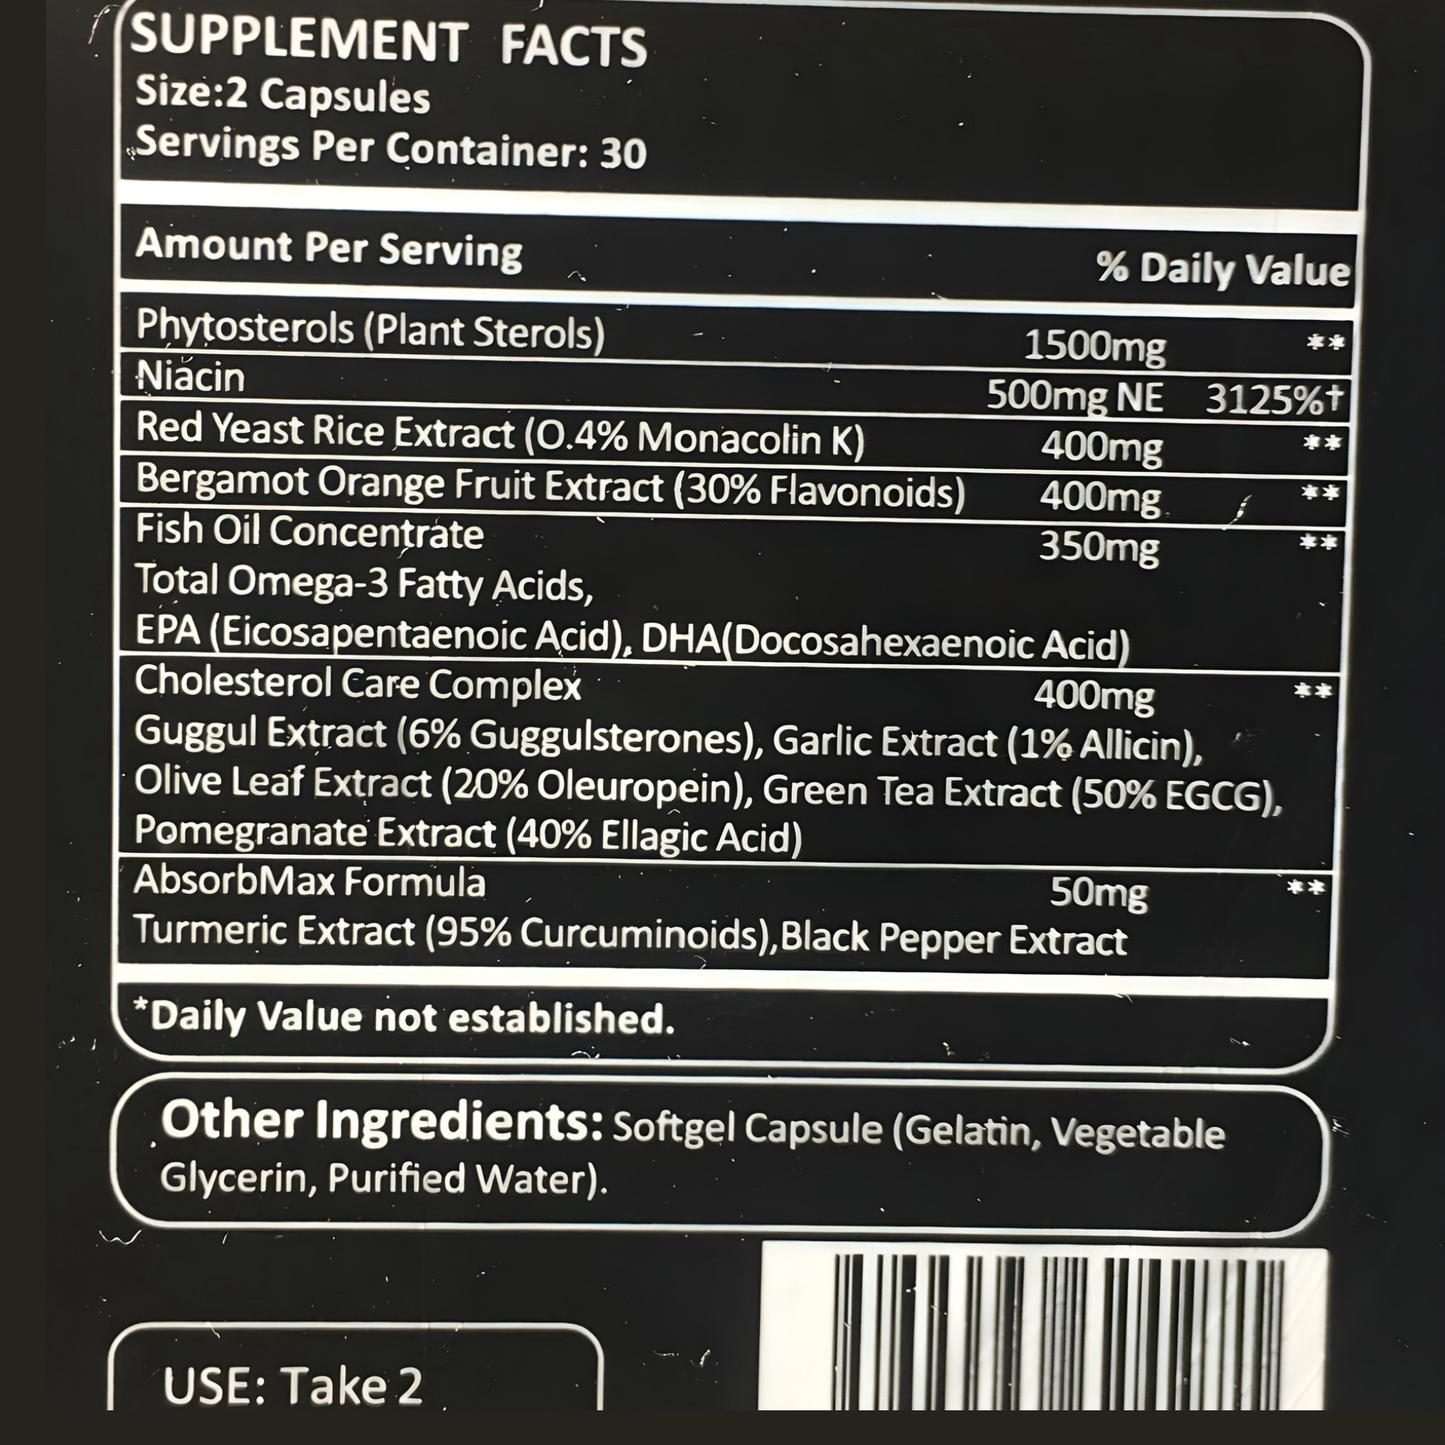 SUPPLEMENT FACTS
Size:2 Capsules
Servings Per Container: 30
Amount Per Serving % Daily Value
Phytosterols (Plant Sterols) 1500mg **
Niacin 500mg NE 3125%†
Red Yeast Rice Extract (0.4% Monacolin K) 400mg **
Bergamot Orange Fruit Extract (30% Flavonoids) 400mg **
Fish Oil Concentrate 350mg **
Total Omega-3 Fatty Acids,
EPA (Eicosapentaenoic Acid), DHA(Docosahexaenoic Acid)
Cholesterol Care Complex 400mg **
Guggul Extract (6% Guggulsterones), Garlic Extract (1% Allicin),
Olive Leaf Extract (20% Oleuropein), Green Tea Extract (50% EGCG),
Pomegranate Extract (40% Ellagic Acid)
AbsorbMax Formula 50mg **
Turmeric Extract (95% Curcuminoids),Black Pepper Extract
*Daily Value not established.
Other Ingredients: Softgel Capsule (Gelatin, Vegetable
Glycerin, Purified Water).
USE: Take 2